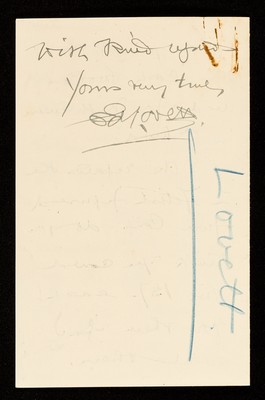 With kind regards
Yours very truly,
E Lovett.
Lovett